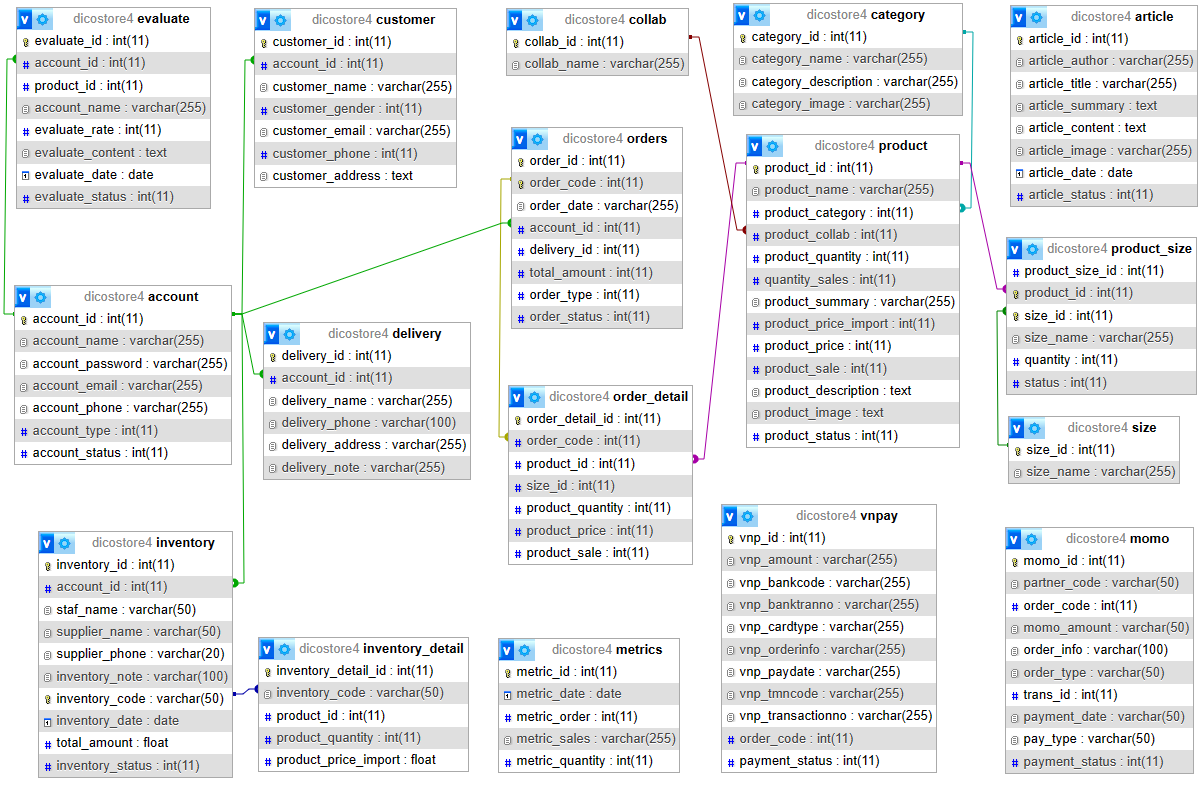 dicostore4 evaluate
evaluate_id : int(11)
account_id : int(11)
product_id : int(11)
account_name : varchar(255)
evaluate_rate : int(11)
evaluate_content : text
evaluate_date : date
evaluate_status : int(11)
dicostore4 customer
customer_id : int(11)
account_id : int(11)
customer_name : varchar(255)
customer_gender : int(11)
customer_email : varchar(255)
customer_phone : int(11)
customer_address : text
dicostore4 collab
collab_id : int(11)
collab_name : varchar(255)
dicostore4 category
category_id : int(11)
category_name : varchar(255)
category_description : varchar(255)
category_image : varchar(255)
dicostore4 article
article_id : int(11)
article_author : varchar(255)
article_title : varchar(255)
article_summary : text
article_content : text
article_image : varchar(255)
article_date : date
article_status : int(11)
dicostore4 orders
order_id : int(11)
order_code : int(11)
order_date : varchar(255)
account_id : int(11)
delivery_id : int(11)
total_amount : int(11)
order_type : int(11)
order_status : int(11)
dicostore4 product
product_id : int(11)
product_name : varchar(255)
product_category : int(11)
product_collab : int(11)
product_quantity : int(11)
quantity_sales : int(11)
product_summary : varchar(255)
product_price_import : int(11)
product_price : int(11)
product_sale : int(11)
product_description : text
product_image : text
product_status : int(11)
dicostore4 product_size
product_size_id : int(11)
product_id : int(11)
size_id : int(11)
size_name : varchar(255)
quantity : int(11)
status : int(11)
dicostore4 account
account_id : int(11)
account_name : varchar(255)
account_password : varchar(255)
account_email : varchar(255)
account_phone : varchar(255)
account_type : int(11)
account_status : int(11)
dicostore4 delivery
delivery_id : int(11)
account_id : int(11)
delivery_name : varchar(255)
delivery_phone : varchar(100)
delivery_address : varchar(255)
delivery_note : varchar(255)
dicostore4 order_detail
order_detail_id : int(11)
order_code : int(11)
product_id : int(11)
size_id : int(11)
product_quantity : int(11)
product_price : int(11)
product_sale : int(11)
dicostore4 size
size_id : int(11)
size_name : varchar(255)
dicostore4 inventory
inventory_id : int(11)
account_id : int(11)
staf_name : varchar(50)
supplier_name : varchar(50)
supplier_phone : varchar(20)
inventory_note : varchar(100)
inventory_code : varchar(50)
inventory_date : date
total_amount : float
inventory_status : int(11)
dicostore4 inventory_detail
inventory_detail_id : int(11)
inventory_code : varchar(50)
product_id : int(11)
product_quantity : int(11)
product_price_import : float
dicostore4 metrics
metric_id : int(11)
metric_date : date
metric_order : int(11)
metric_sales : varchar(255)
metric_quantity : int(11)
dicostore4 vnpay
vnp_id : int(11)
vnp_amount : varchar(255)
vnp_bankcode : varchar(255)
vnp_banktranno : varchar(255)
vnp_cardtype : varchar(255)
vnp_orderinfo : varchar(255)
vnp_paydate : varchar(255)
vnp_tmncode : varchar(255)
vnp_transactionno : varchar(255)
order_code : int(11)
payment_status : int(11)
dicostore4 momo
momo_id : int(11)
partner_code : varchar(50)
order_code : int(11)
momo_amount : varchar(50)
order_info : varchar(100)
order_type : varchar(50)
trans_id : int(11)
payment_date : varchar(50)
pay_type : varchar(50)
payment_status : int(11)